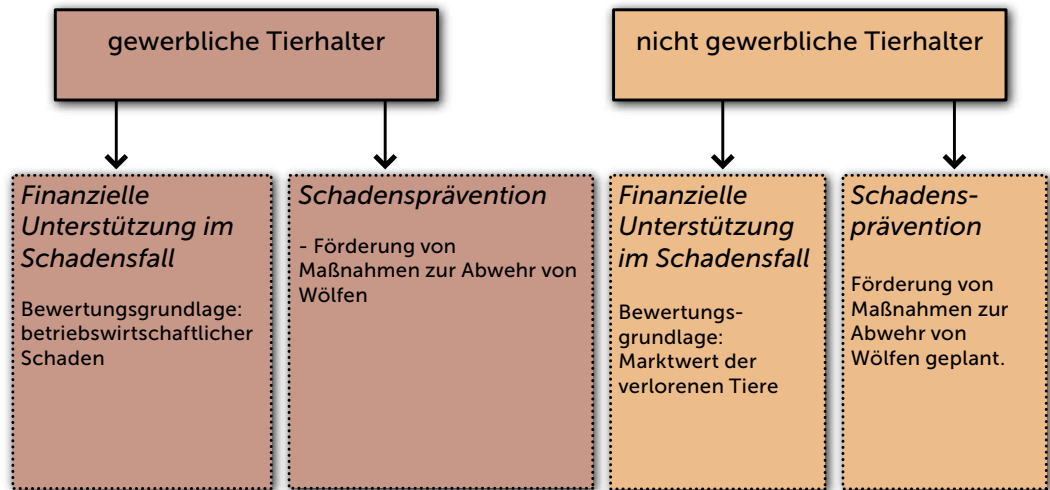 gewerbliche Tierhalter
nicht gewerbliche Tierhalter
Finanzielle
Unterstützung im
Schadensfall
Bewertungsgrundlage:
betriebswirtschaftlicher
Schaden
Schadensprävention
- Förderung von
Maßnahmen zur Abwehr von
Wölfen
Finanzielle
Unterstützung
im Schadensfall
Bewertungs-
grundlage:
Marktwert der
verlorenen Tiere
Schadens-
prävention
Förderung von
Maßnahmen zur
Abwehr von
Wölfen geplant.